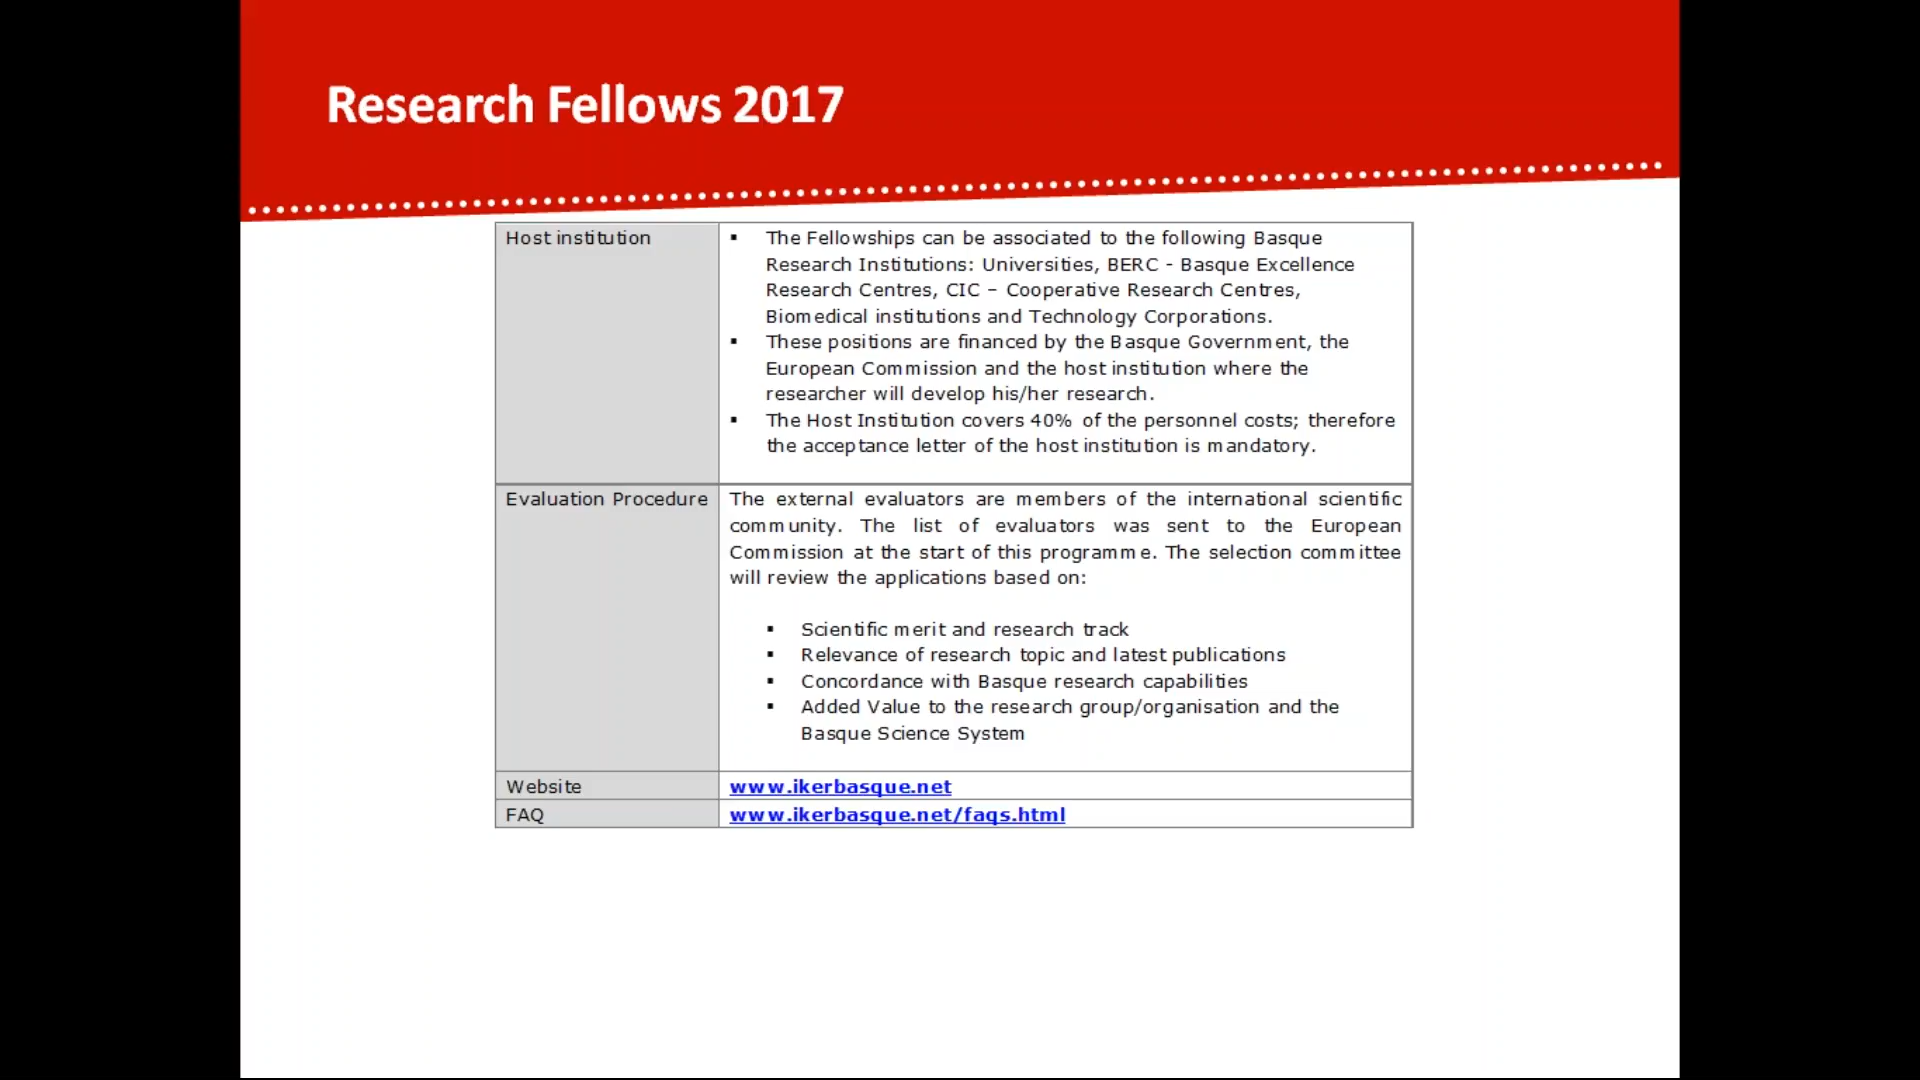 Research Fellows 2017
Host institution
▪ The Fellowships can be associated to the following Basque
Research Institutions: Universities, BERC - Basque Excellence
Research Centres, CIC – Cooperative Research Centres,
Biomedical institutions and Technology Corporations.
▪ These positions are financed by the Basque Government, the
European Commission and the host institution where the
researcher will develop his/her research.
▪ The Host Institution covers 40% of the personnel costs; therefore
the acceptance letter of the host institution is mandatory.
Evaluation Procedure
The external evaluators are members of the international scientific
community. The list of evaluators was sent to the European
Commission at the start of this programme. The selection committee
will review the applications based on:
▪ Scientific merit and research track
▪ Relevance of research topic and latest publications
▪ Concordance with Basque research capabilities
▪ Added Value to the research group/organisation and the
Basque Science System
Website
www.ikerbasque.net
FAQ
www.ikerbasque.net/faqs.html